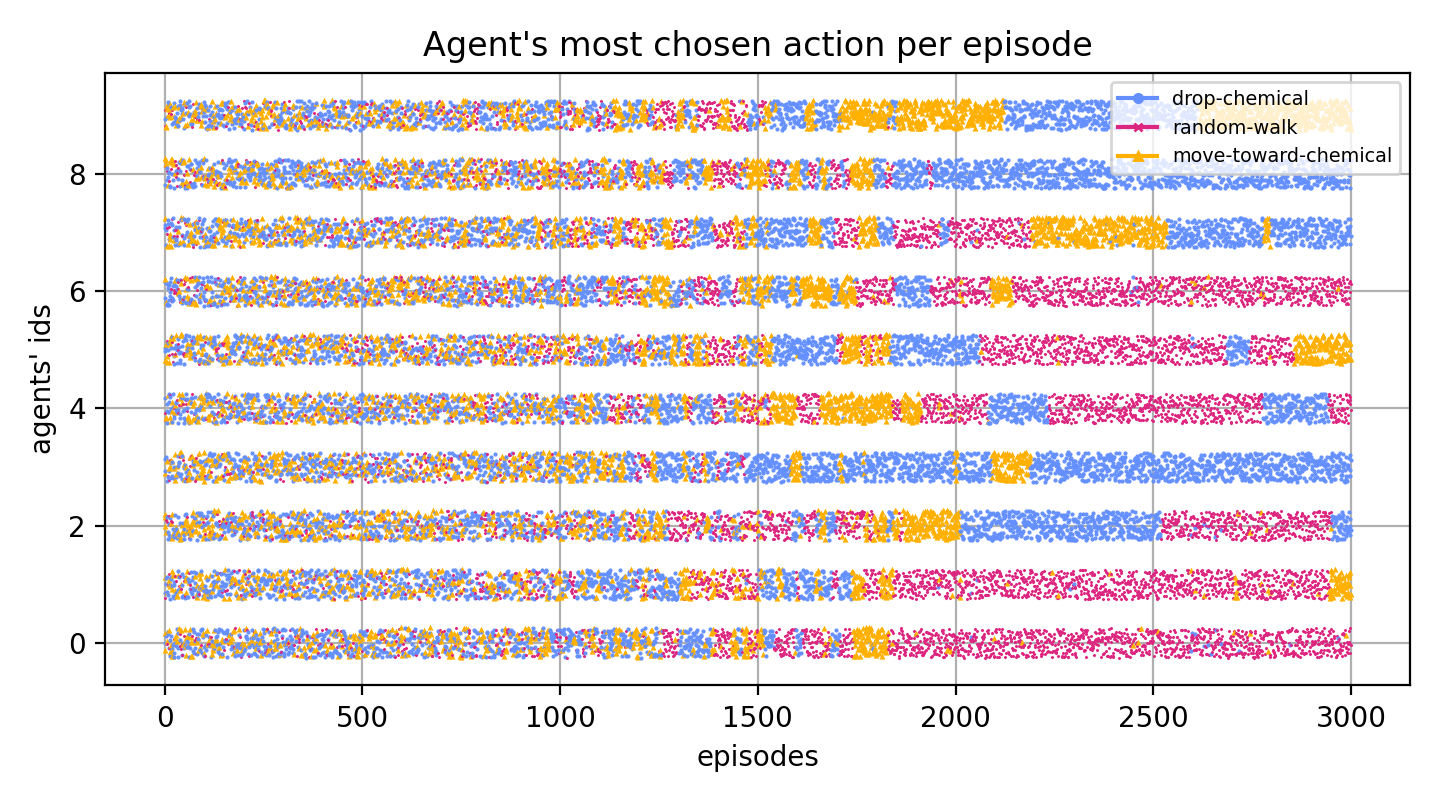 Agent's most chosen action per episode
drop-chemical
random-walk
move-toward-chemical
agents' ids
8
6
4
2
0
0 500 1000 1500 2000 2500 3000
episodes